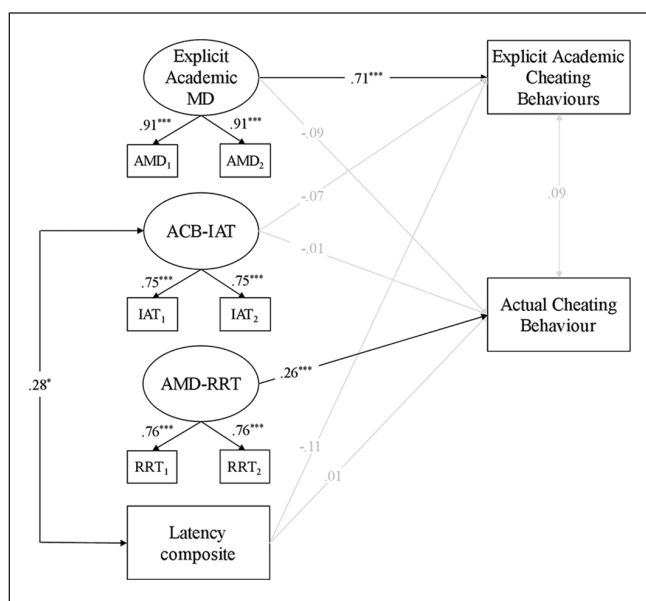 Explicit
Academic
MD
.71***
Explicit Academic
Cheating
Behaviours
.91***
.91***
AMD1
AMD2
-.09
-.07
.09
ACB-IAT
-.01
.75***
.75***
IAT1
IAT2
Actual Cheating
Behaviour
.28*
AMD-RRT
.26***
.76***
.76***
RRT1
RRT2
-.11
.01
Latency
composite